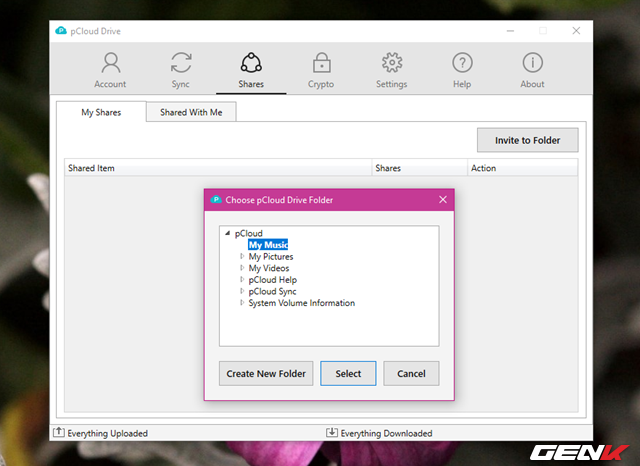 pCloud Drive
Account Sync Shares Crypto Settings Help About
My Shares Shared With Me
Invite to Folder
Shared Item Shares Action
Choose pCloud Drive Folder
pCloud
My Music
My Pictures
My Videos
pCloud Help
pCloud Sync
System Volume Information
Create New Folder Select Cancel
Everything Uploaded Everything Downloaded
GENK